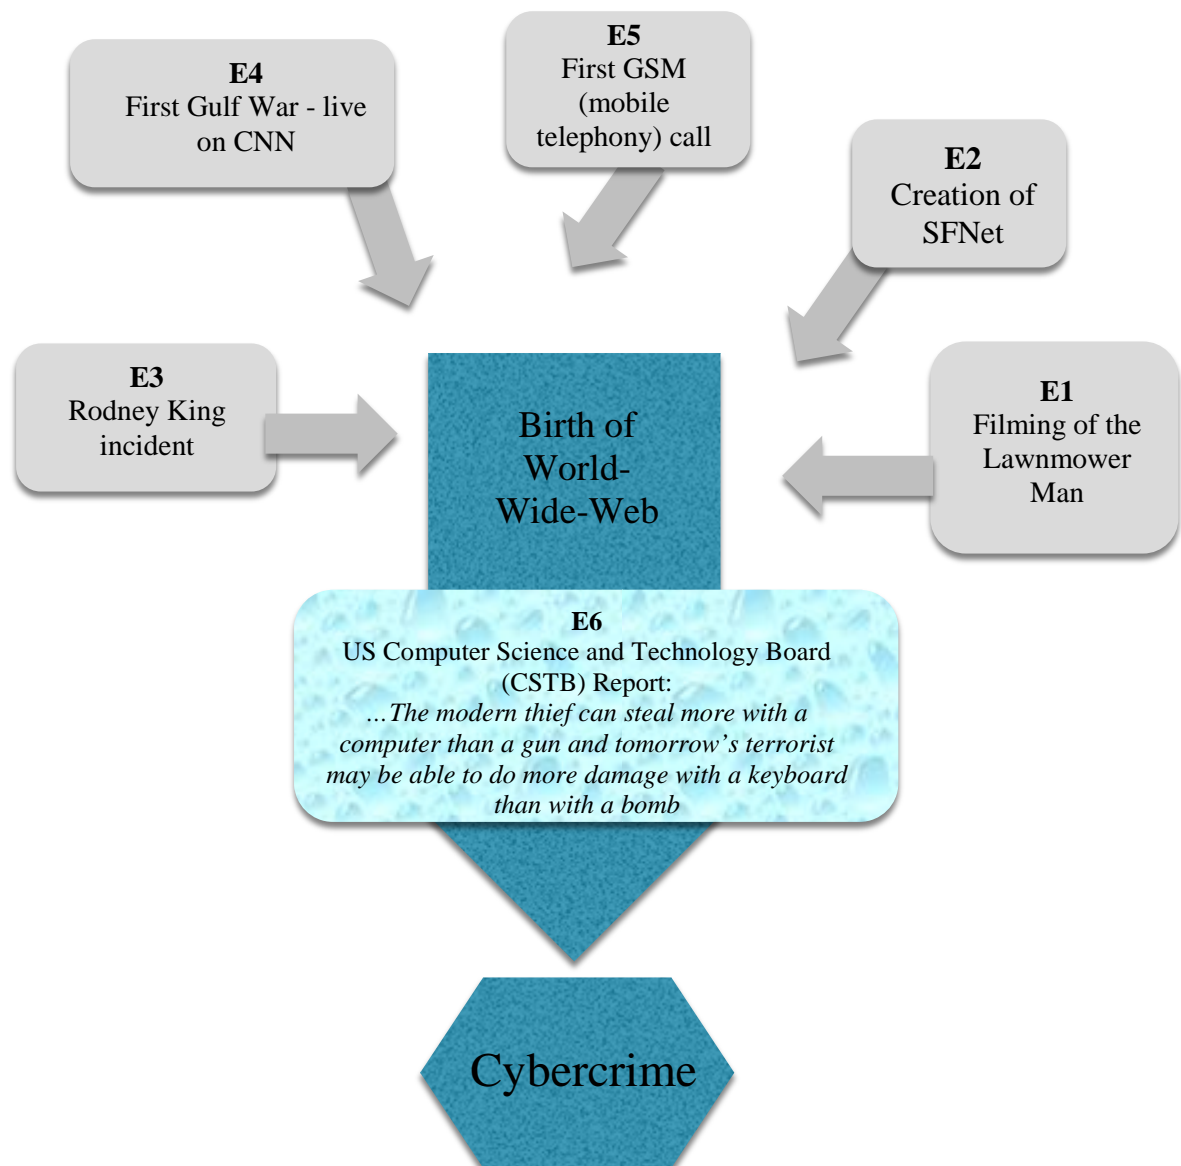 E5
First GSM
(mobile
telephony) call
E4
First Gulf War - live
on CNN
E2
Creation of
SFNet
E3
Rodney King
incident
E1
Filming of the
Lawnmower
Man
Birth of
World-
Wide-Web
E6
US Computer Science and Technology Board
(CSTB) Report:
…The modern thief can steal more with a
computer than a gun and tomorrow’s terrorist
may be able to do more damage with a keyboard
than with a bomb
Cybercrime